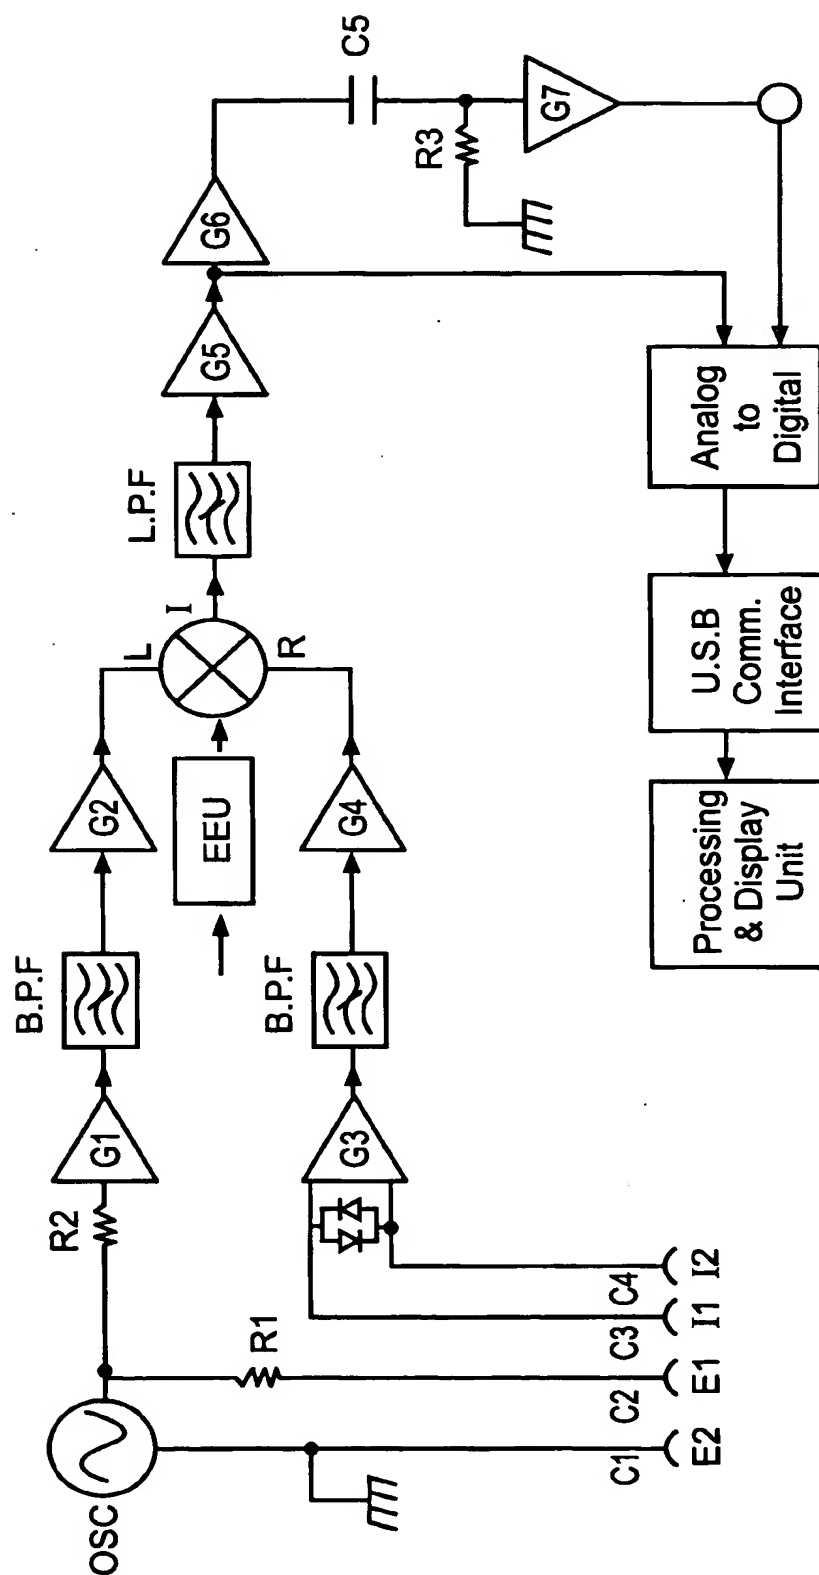 OSC
R2
G1
B.P.F
G2
L
I
L.P.F
G5
G6
C5
R3
G7
EEU
R
R1
G3
B.P.F
G4
C1
C2
C3
C4
E2
E1
I1
I2
Processing
& Display
Unit
U.S.B
Comm.
Interface
Analog
to
Digital